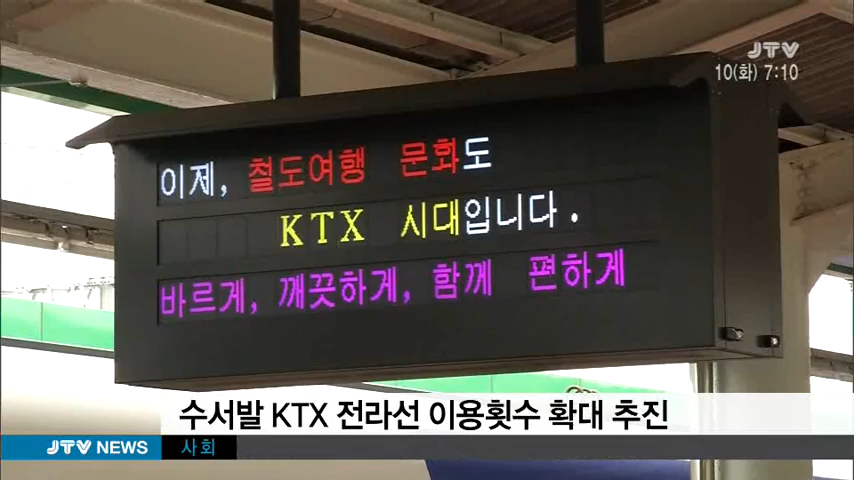 JTV
10(화) 7:10
이제, 철도여행 문화도
KTX 시대입니다.
바르게, 깨끗하게, 함께 편하게
수서발 KTX 전라선 이용횟수 확대 추진
JTV NEWS 사회